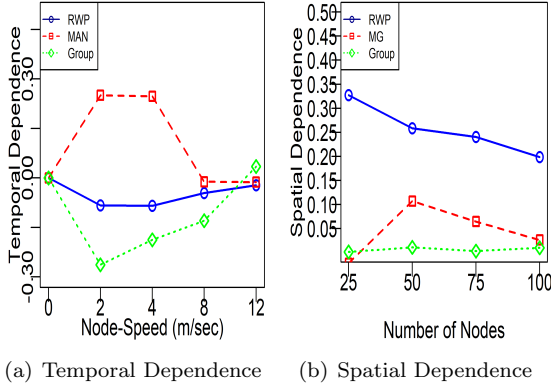 RWP
MAN
Group
Temporal Dependence
0.30
0.00
-0.30
0 2 4 8 12
Node-Speed (m/sec)
(a) Temporal Dependence
RWP
MG
Group
Spatial Dependence
0.50
0.45
0.40
0.35
0.30
0.25
0.20
0.15
0.10
0.05
25 50 75 100
Number of Nodes
(b) Spatial Dependence